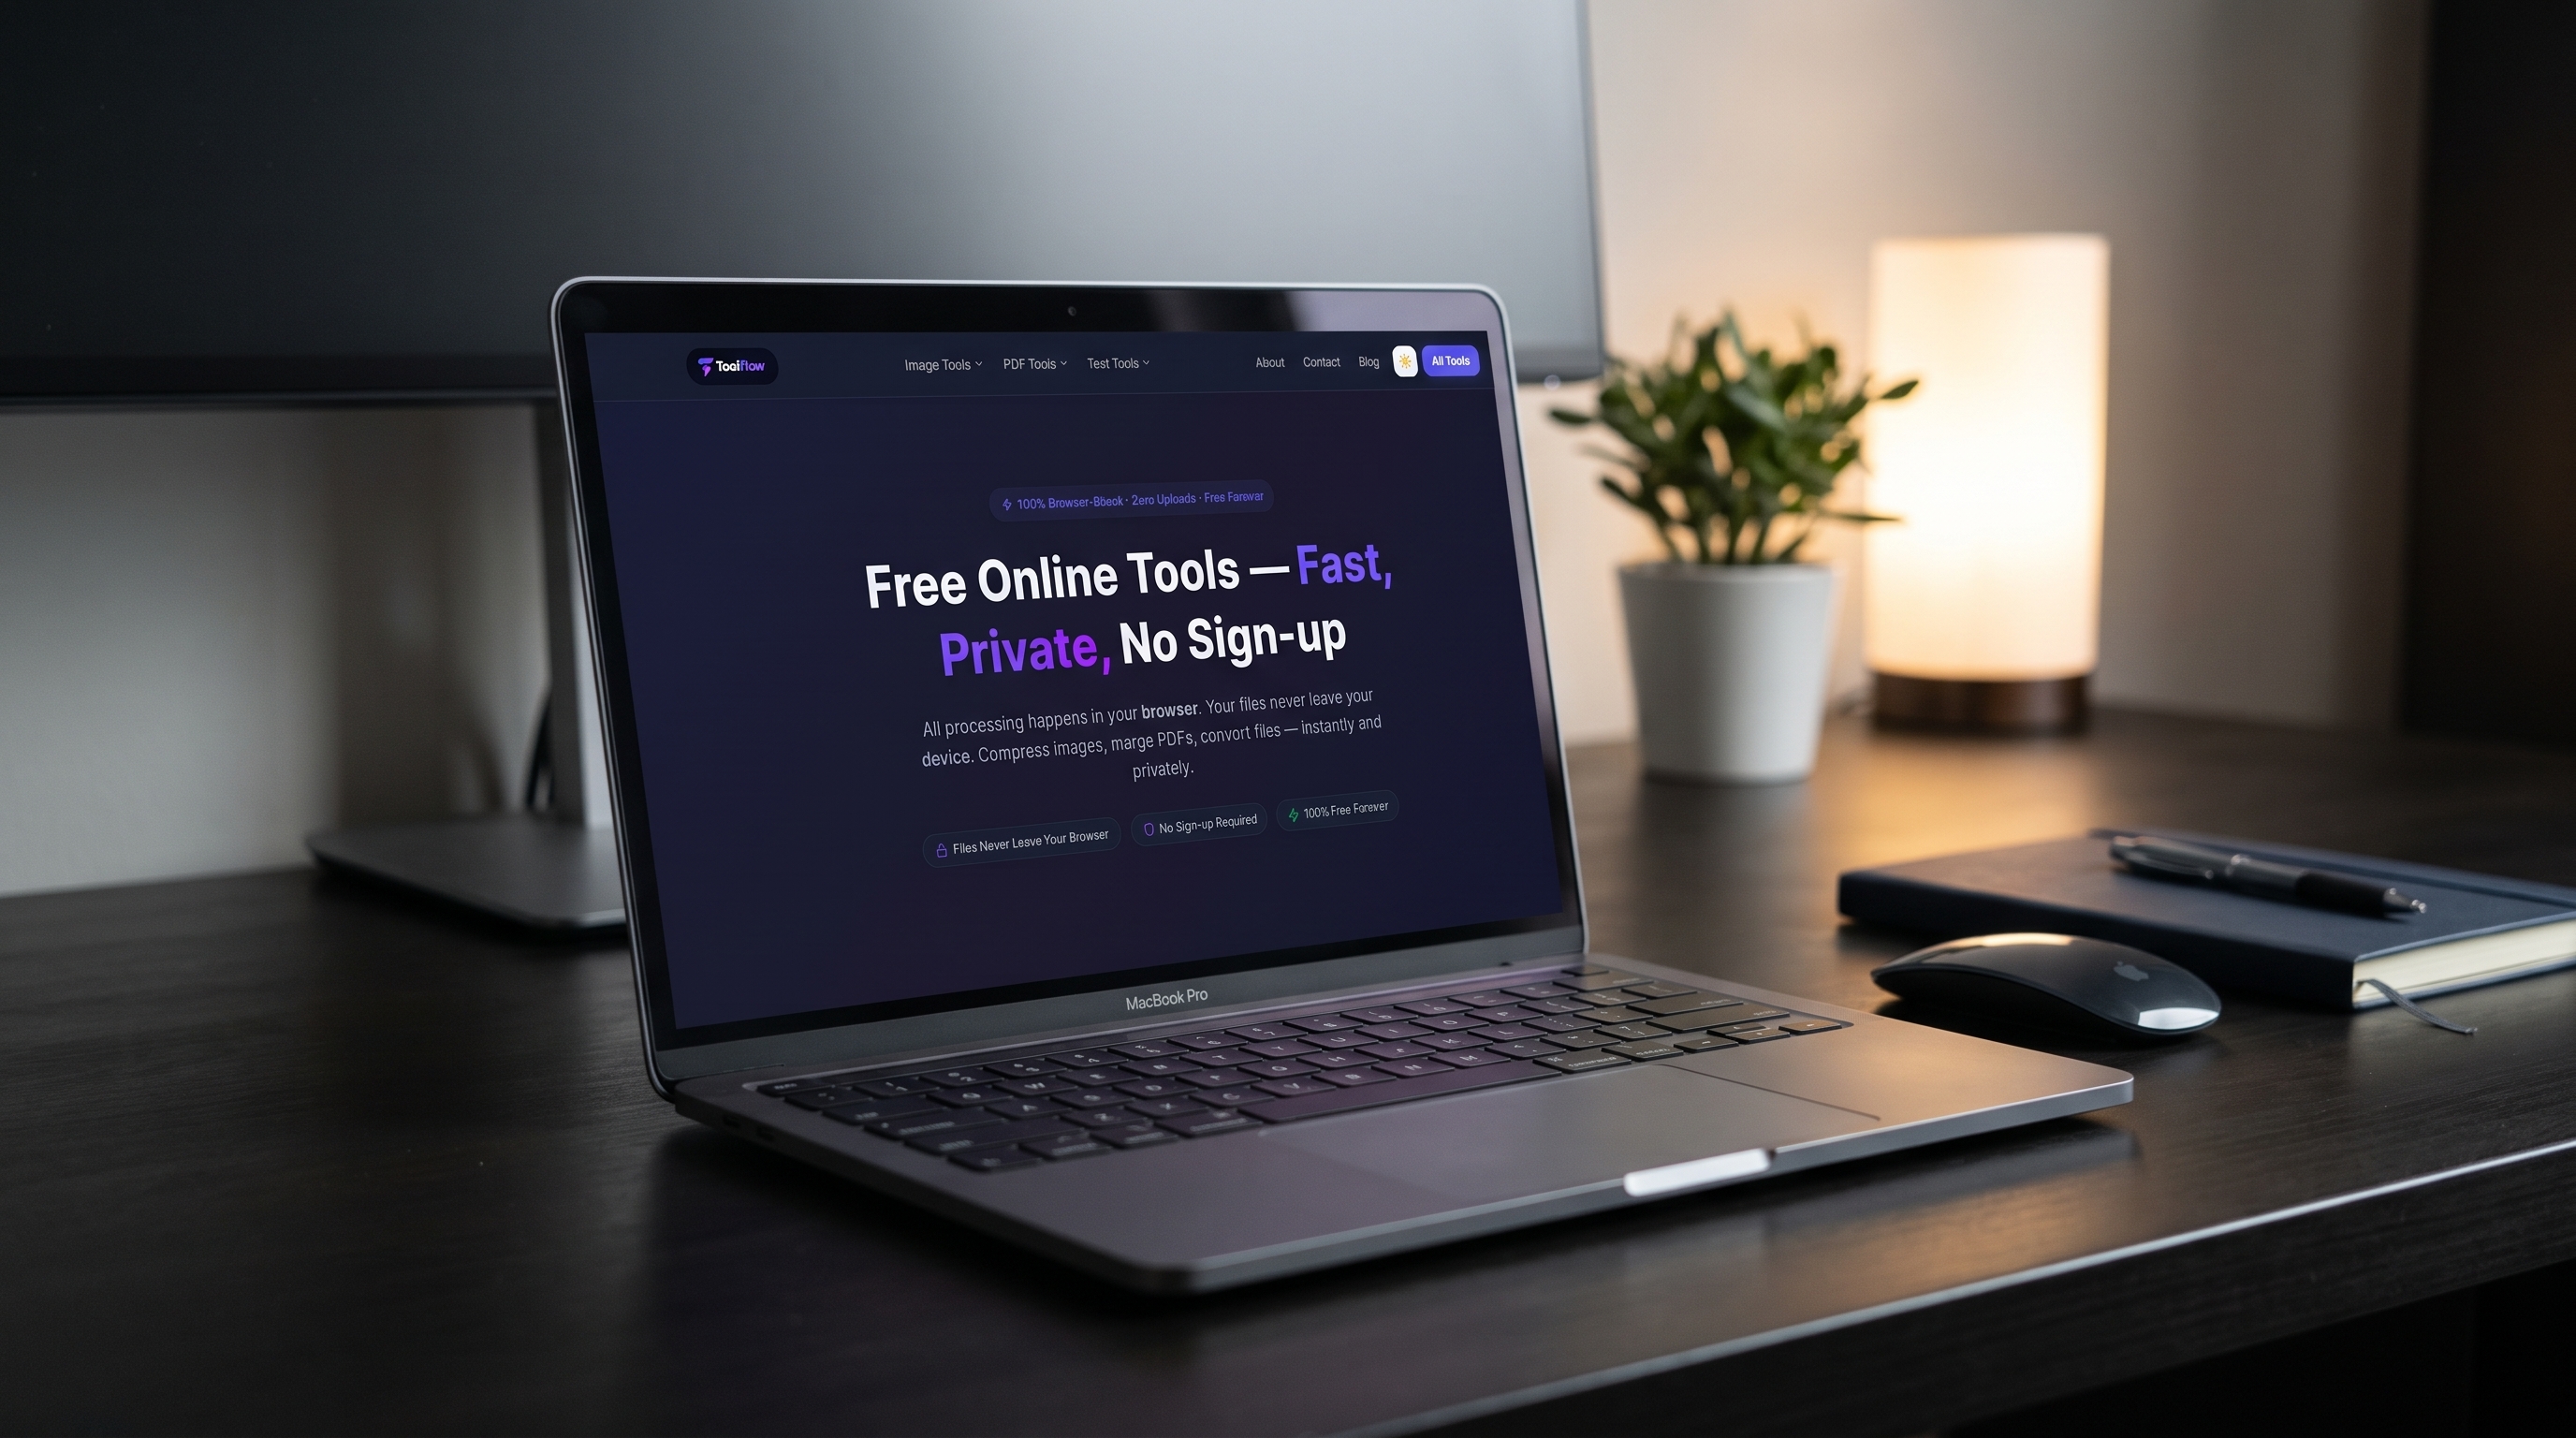 Toolflow
Image Tools
PDF Tools
Test Tools
About
Contact
Blog
All Tools
100% Browser-Bbeok · 2ero Uploads · Fres Farewar
Free Online Tools — Fast,
Private, No Sign-up
All processing happens in your browser. Your files never leave your
device. Compress images, marge PDFs, convort files — instantly and
privately.
Files Never Lesve Your Browser
No Sign-up Required
100% Free Forever
MacBook Pro